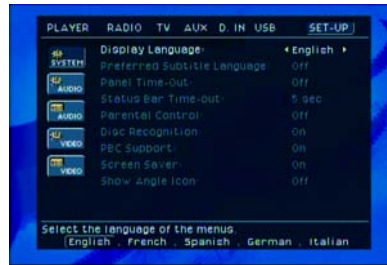 PLAYER RADIO TV AUX D. IN USB SET-UP
SYSTEM
AUDIO
AUDIO
VIDEO
VIDEO
Display Language: English
Preferred Subtitle Language Off
Panel Time-Out: Off
Status Bar Time-out: 5 sec
Parental Control: Off
Disc Recognition: On
PBC Support: On
Screen Saver: On
Show Angle Icon: Off
Select the language of the menus.
English , French , Spanish , German , Italian